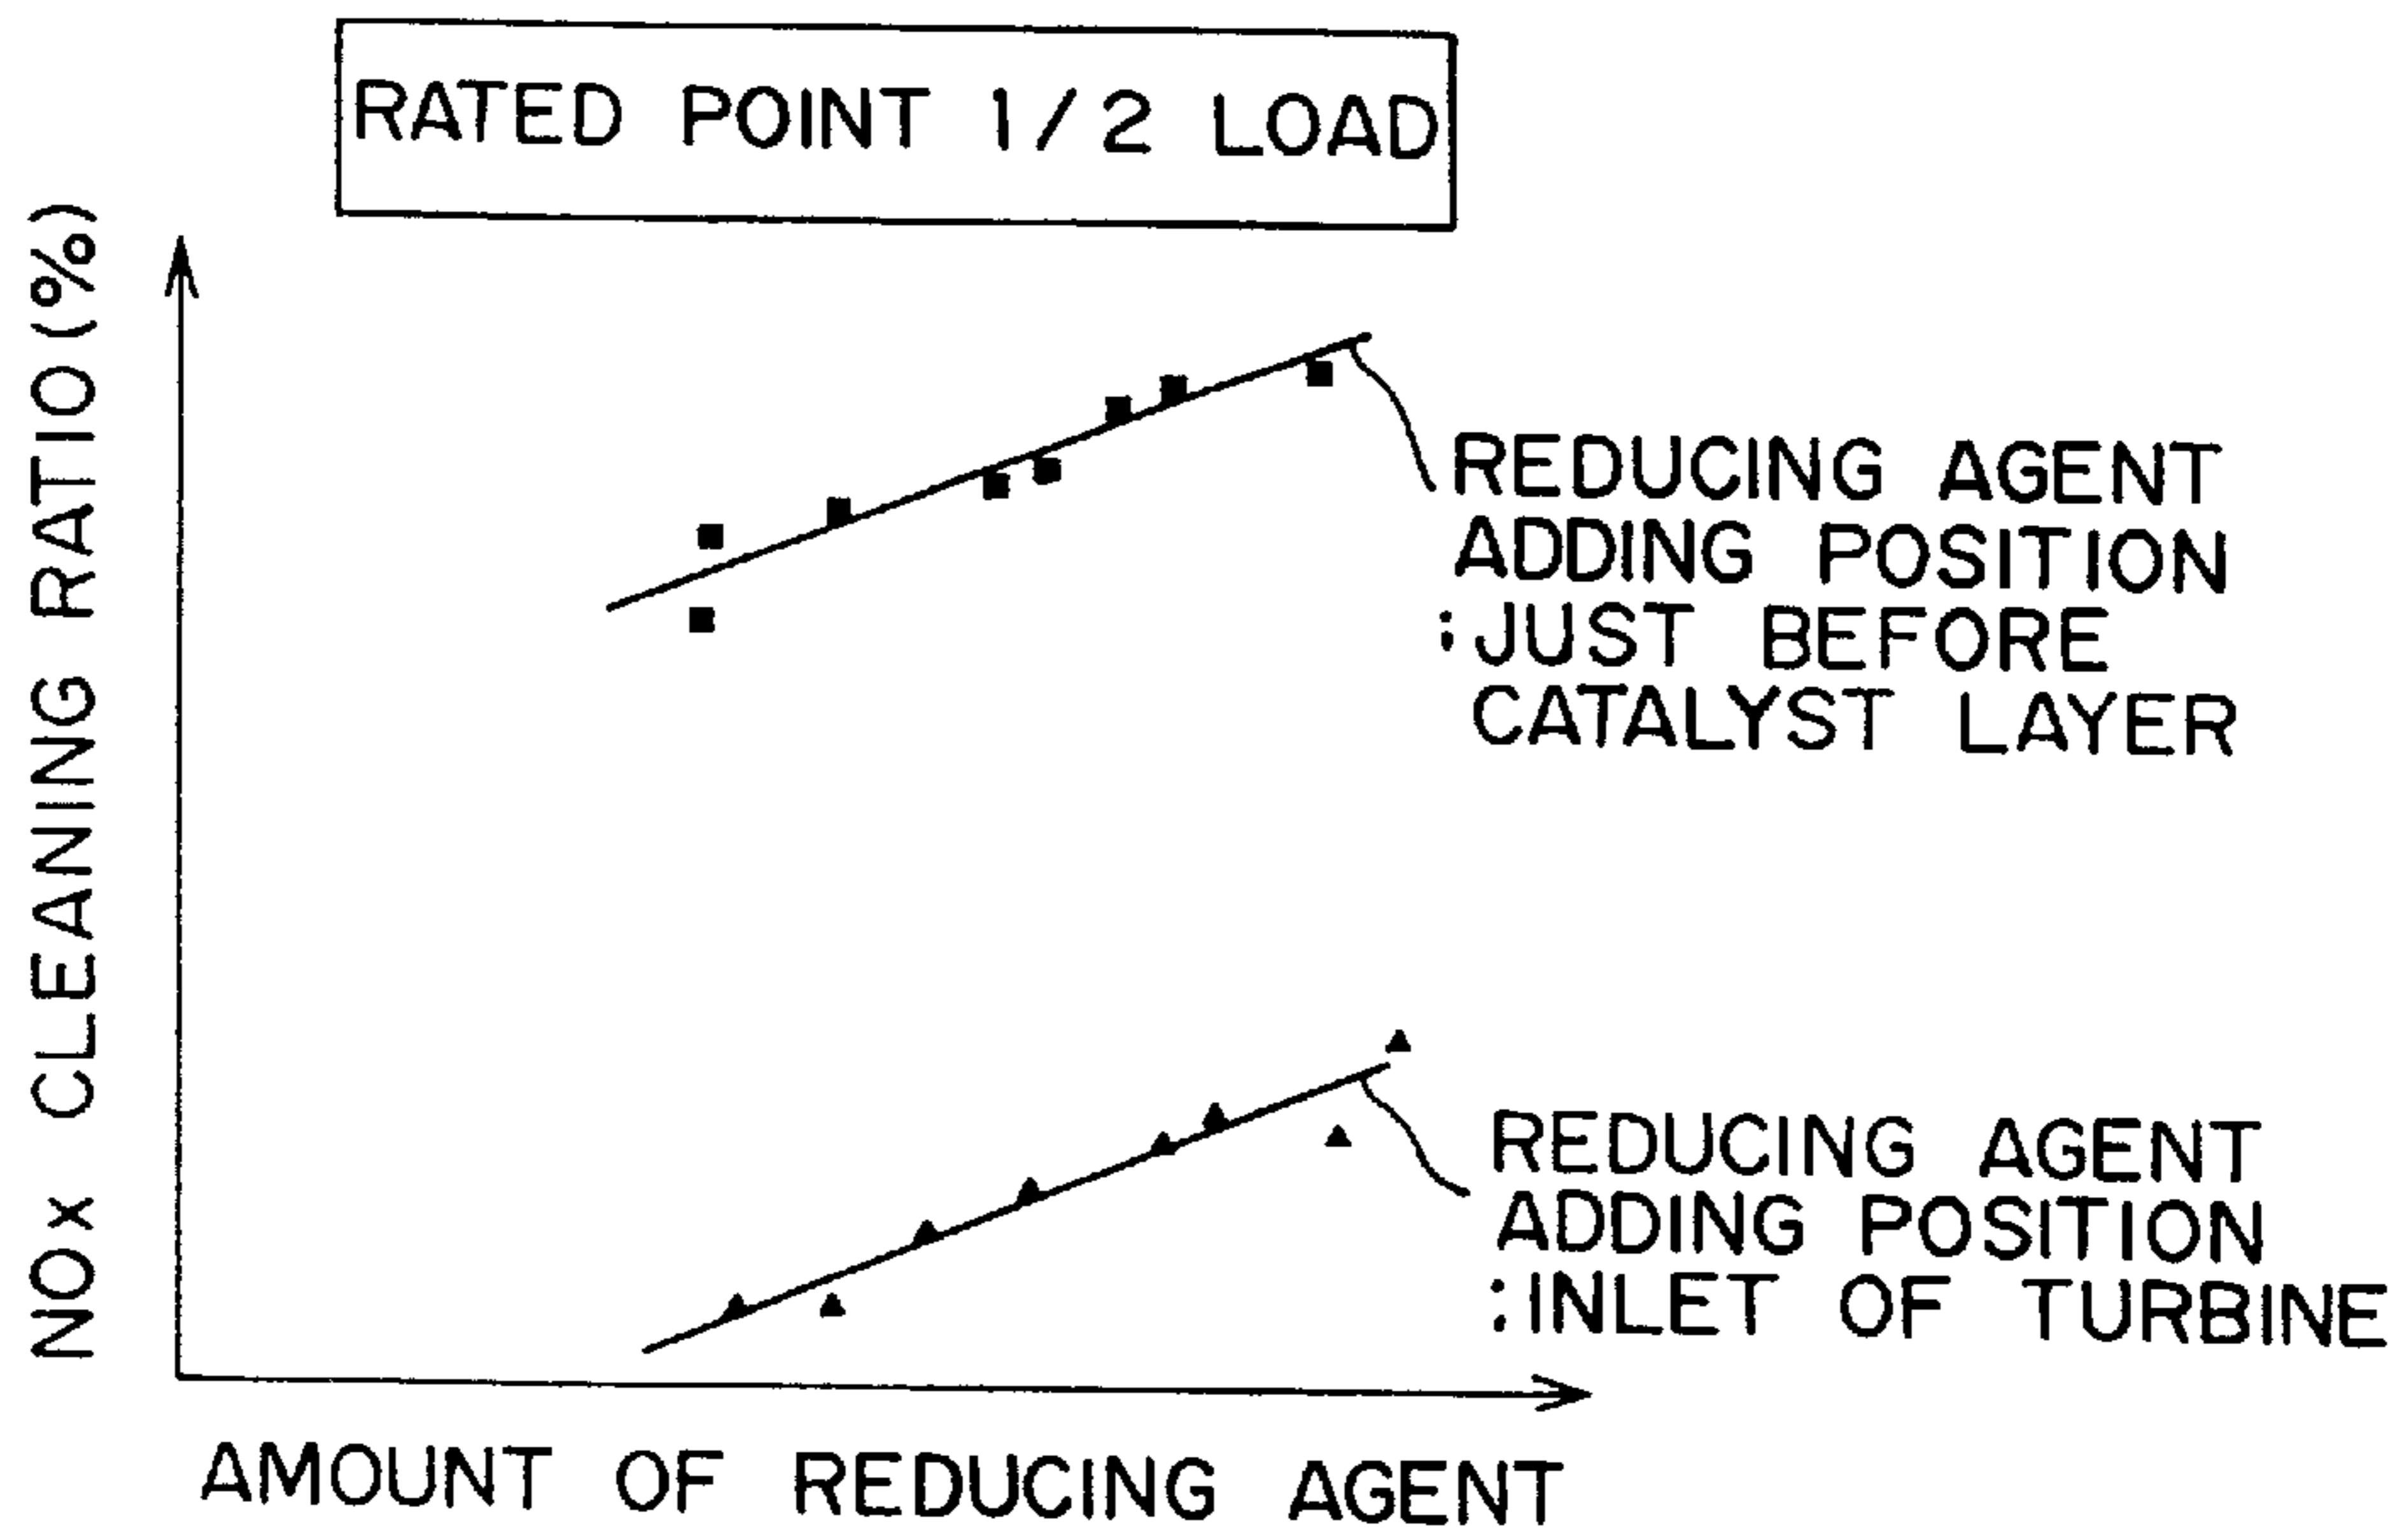 RATED POINT 1/2 LOAD
NOx CLEANING RATIO (%)
REDUCING AGENT
ADDING POSITION
:JUST BEFORE
CATALYST LAYER
REDUCING AGENT
ADDING POSITION
:INLET OF TURBINE
AMOUNT OF REDUCING AGENT